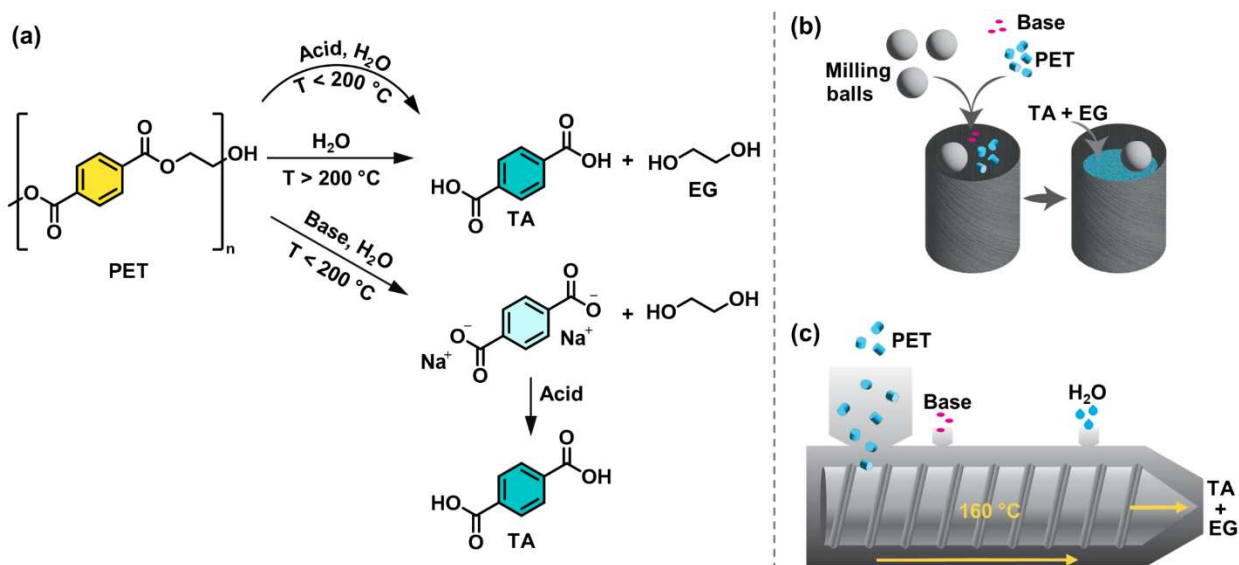 (a)
Acid, H₂O
T < 200 °C
H₂O
T > 200 °C
Base, H₂O
T < 200 °C
O
O
O
OH
O
n
PET
O
OH
HO
O
TA
+
HO
OH
EG
O
O⁻
Na⁺
⁻O
O
Na⁺
+
HO
OH
Acid
O
OH
HO
O
TA
(b)
Base
PET
Milling
balls
TA + EG
(c)
PET
Base
H₂O
160 °C
TA
+
EG